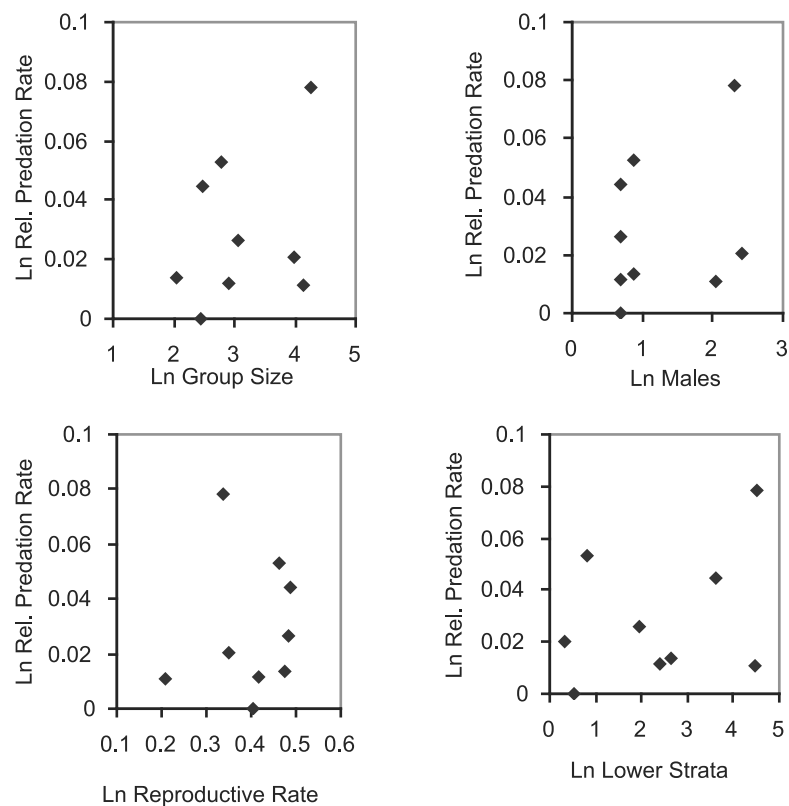 Ln Rel. Predation Rate
0.1
0.08
0.06
0.04
0.02
0
1 2 3 4 5
Ln Group Size
Ln Rel. Predation Rate
0.1
0.08
0.06
0.04
0.02
0
0 1 2 3
Ln Males
Ln Rel. Predation Rate
0.1
0.08
0.06
0.04
0.02
0
0.1 0.2 0.3 0.4 0.5 0.6
Ln Reproductive Rate
Ln Rel. Predation Rate
0.1
0.08
0.06
0.04
0.02
0
0 1 2 3 4 5
Ln Lower Strata